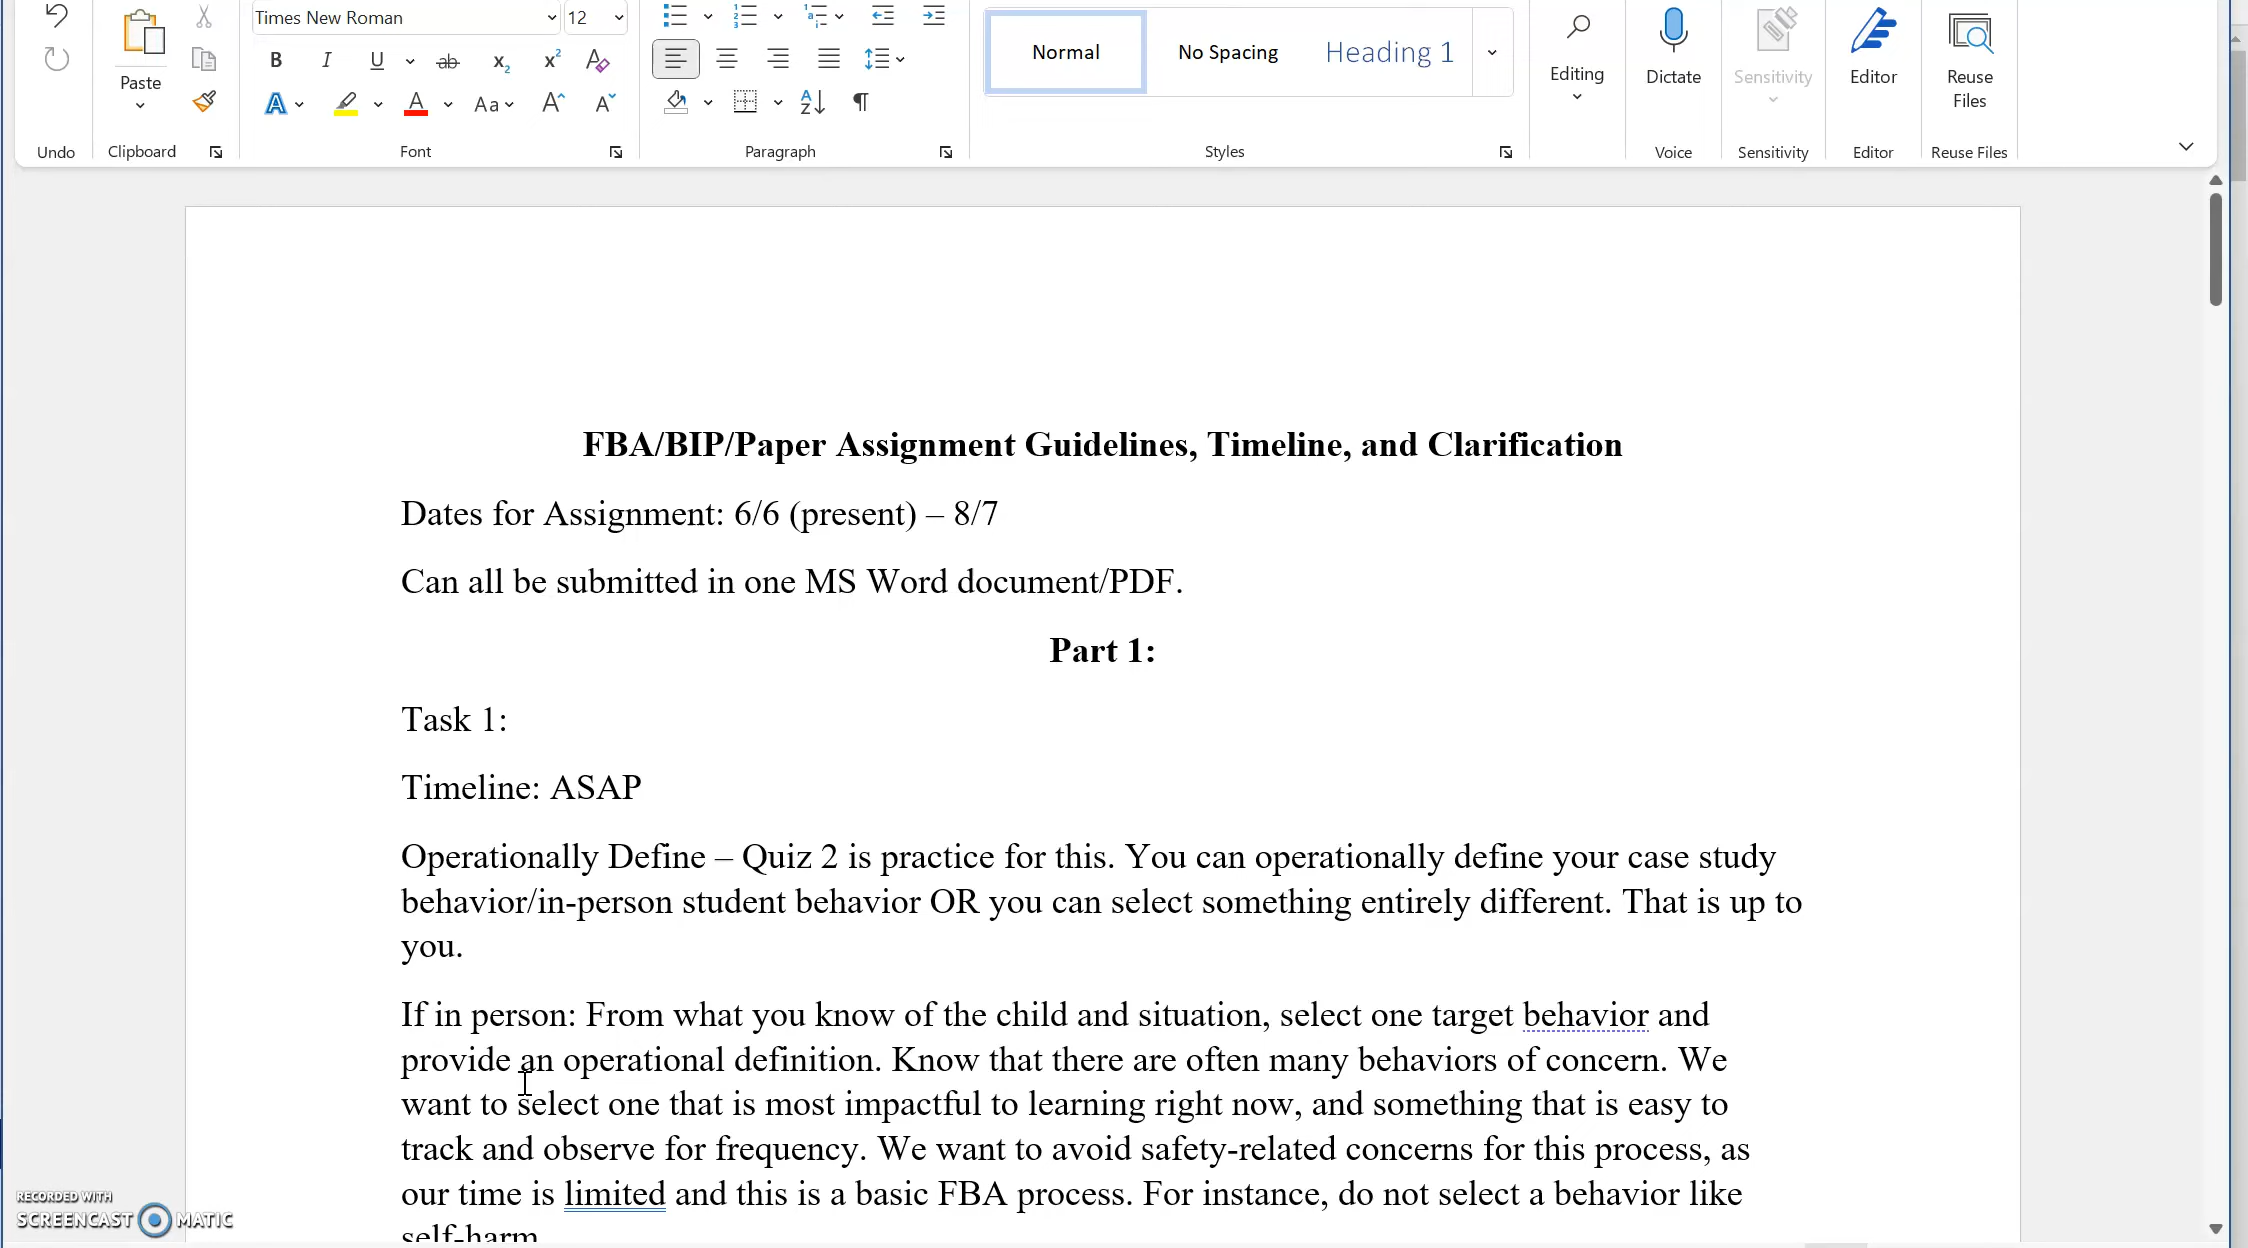 Times New Roman
12
Paste
B I U ab x2 x2 A
A A Aa A A
A Z ¶
Normal
No Spacing
Heading 1
Editing
Dictate
Sensitivity
Editor
Reuse
Files
Undo
Clipboard
Font
Paragraph
Styles
Voice
Sensitivity
Editor
Reuse Files
FBA/BIP/Paper Assignment Guidelines, Timeline, and Clarification
Dates for Assignment: 6/6 (present) – 8/7
Can all be submitted in one MS Word document/PDF.
Part 1:
Task 1:
Timeline: ASAP
Operationally Define – Quiz 2 is practice for this. You can operationally define your case study
behavior/in-person student behavior OR you can select something entirely different. That is up to
you.
If in person: From what you know of the child and situation, select one target behavior and
provide an operational definition. Know that there are often many behaviors of concern. We
want to select one that is most impactful to learning right now, and something that is easy to
track and observe for frequency. We want to avoid safety-related concerns for this process, as
our time is limited and this is a basic FBA process. For instance, do not select a behavior like
self-harm
RECORDED WITH
SCREENCAST MATIC